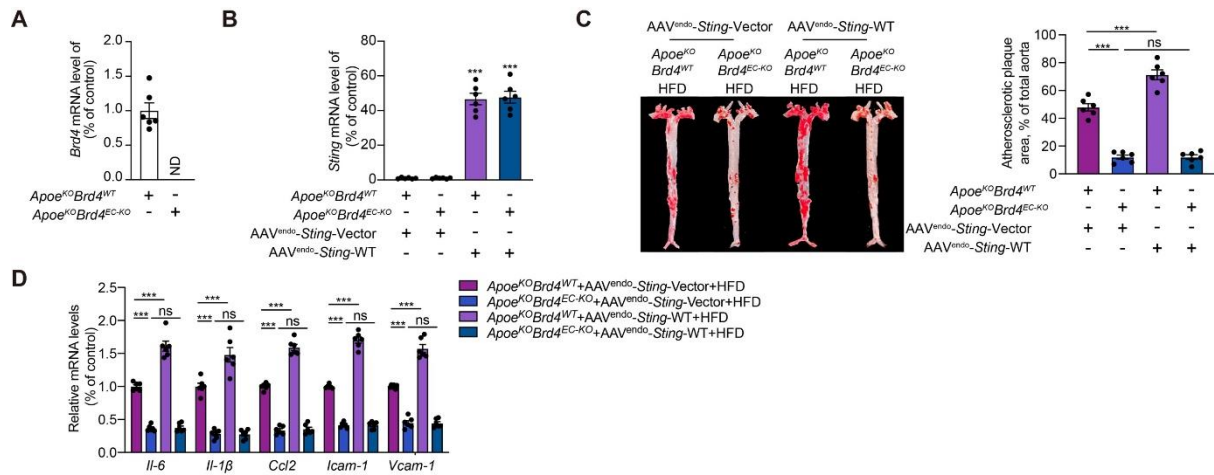 A
Brd4 mRNA level of
(% of control)
2.0
1.5
1.0
0.5
0.0
ND
ApoeKOBrd4WT
+
-
ApoeKOBrd4EC-KO
-
+
B
Sting mRNA level of
(% of control)
80
60
40
20
0
***
***
ApoeKOBrd4WT
+
-
+
-
ApoeKOBrd4EC-KO
-
+
-
+
AAVendo-Sting-Vector
+
+
-
-
AAVendo-Sting-WT
-
-
+
+
C
AAVendo-Sting-Vector
AAVendo-Sting-WT
ApoeKO
ApoeKO
ApoeKO
ApoeKO
Brd4WT
Brd4EC-KO
Brd4WT
Brd4EC-KO
HFD
HFD
HFD
HFD
Atherosclerotic plaque
area, % of total aorta
100
80
60
40
20
0
***
***
ns
ApoeKOBrd4WT
+
-
+
-
ApoeKOBrd4EC-KO
-
+
-
+
AAVendo-Sting-Vector
+
+
-
-
AAVendo-Sting-WT
-
-
+
+
D
Relative mRNA levels
(% of control)
2.5
2.0
1.5
1.0
0.5
0.0
***
*** ns
***
*** ns
***
*** ns
***
*** ns
***
*** ns
Il-6
Il-1β
Ccl2
Icam-1
Vcam-1
ApoeKOBrd4WT+AAVendo-Sting-Vector+HFD
ApoeKOBrd4EC-KO+AAVendo-Sting-Vector+HFD
ApoeKOBrd4WT+AAVendo-Sting-WT+HFD
ApoeKOBrd4EC-KO+AAVendo-Sting-WT+HFD